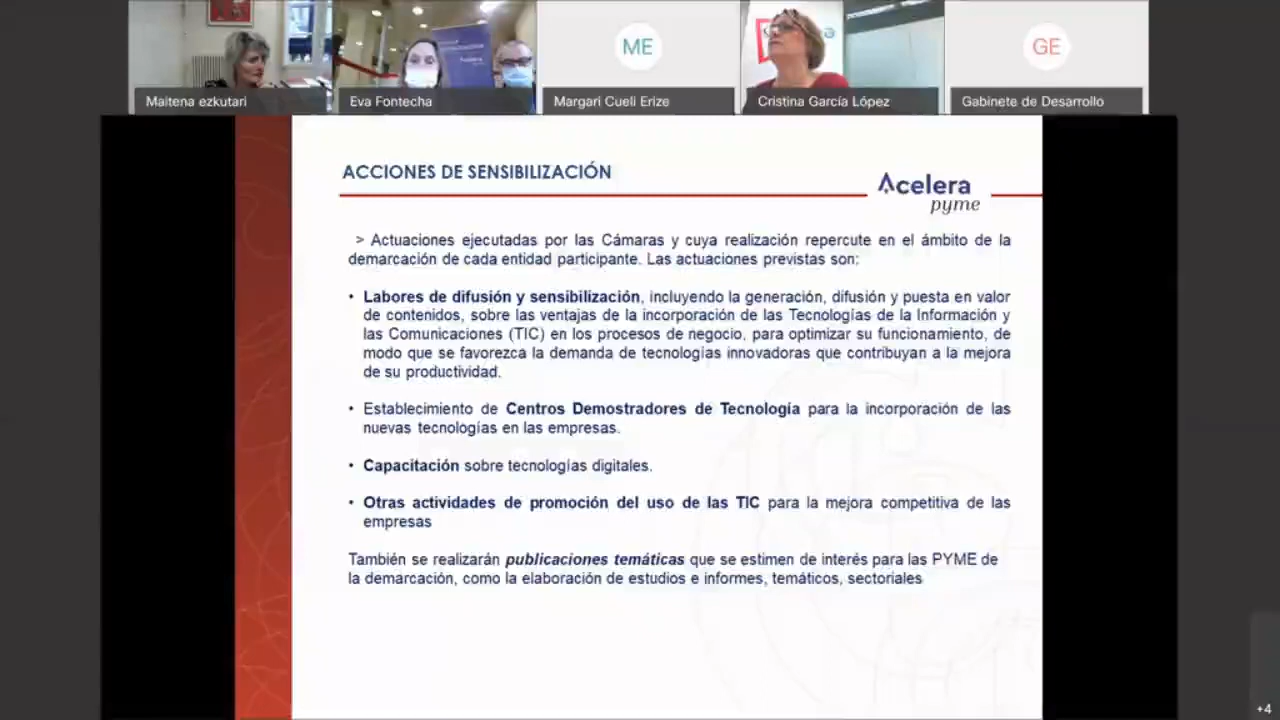 ME
GE
Maitena ezkutari
Eva Fontecha
Margari Cueli Erize
Cristina García López
Gabinete de Desarrollo
ACCIONES DE SENSIBILIZACIÓN
Acelera
pyme
> Actuaciones ejecutadas por las Cámaras y cuya realización repercute en el ámbito de la
demarcación de cada entidad participante. Las actuaciones previstas son:
• Labores de difusión y sensibilización, incluyendo la generación, difusión y puesta en valor
de contenidos, sobre las ventajas de la incorporación de las Tecnologías de la Información y
las Comunicaciones (TIC) en los procesos de negocio, para optimizar su funcionamiento, de
modo que se favorezca la demanda de tecnologías innovadoras que contribuyan a la mejora
de su productividad.
• Establecimiento de Centros Demostradores de Tecnología para la incorporación de las
nuevas tecnologías en las empresas.
• Capacitación sobre tecnologías digitales.
• Otras actividades de promoción del uso de las TIC para la mejora competitiva de las
empresas
También se realizarán publicaciones temáticas que se estimen de interés para las PYME de
la demarcación, como la elaboración de estudios e informes, temáticos, sectoriales
+4